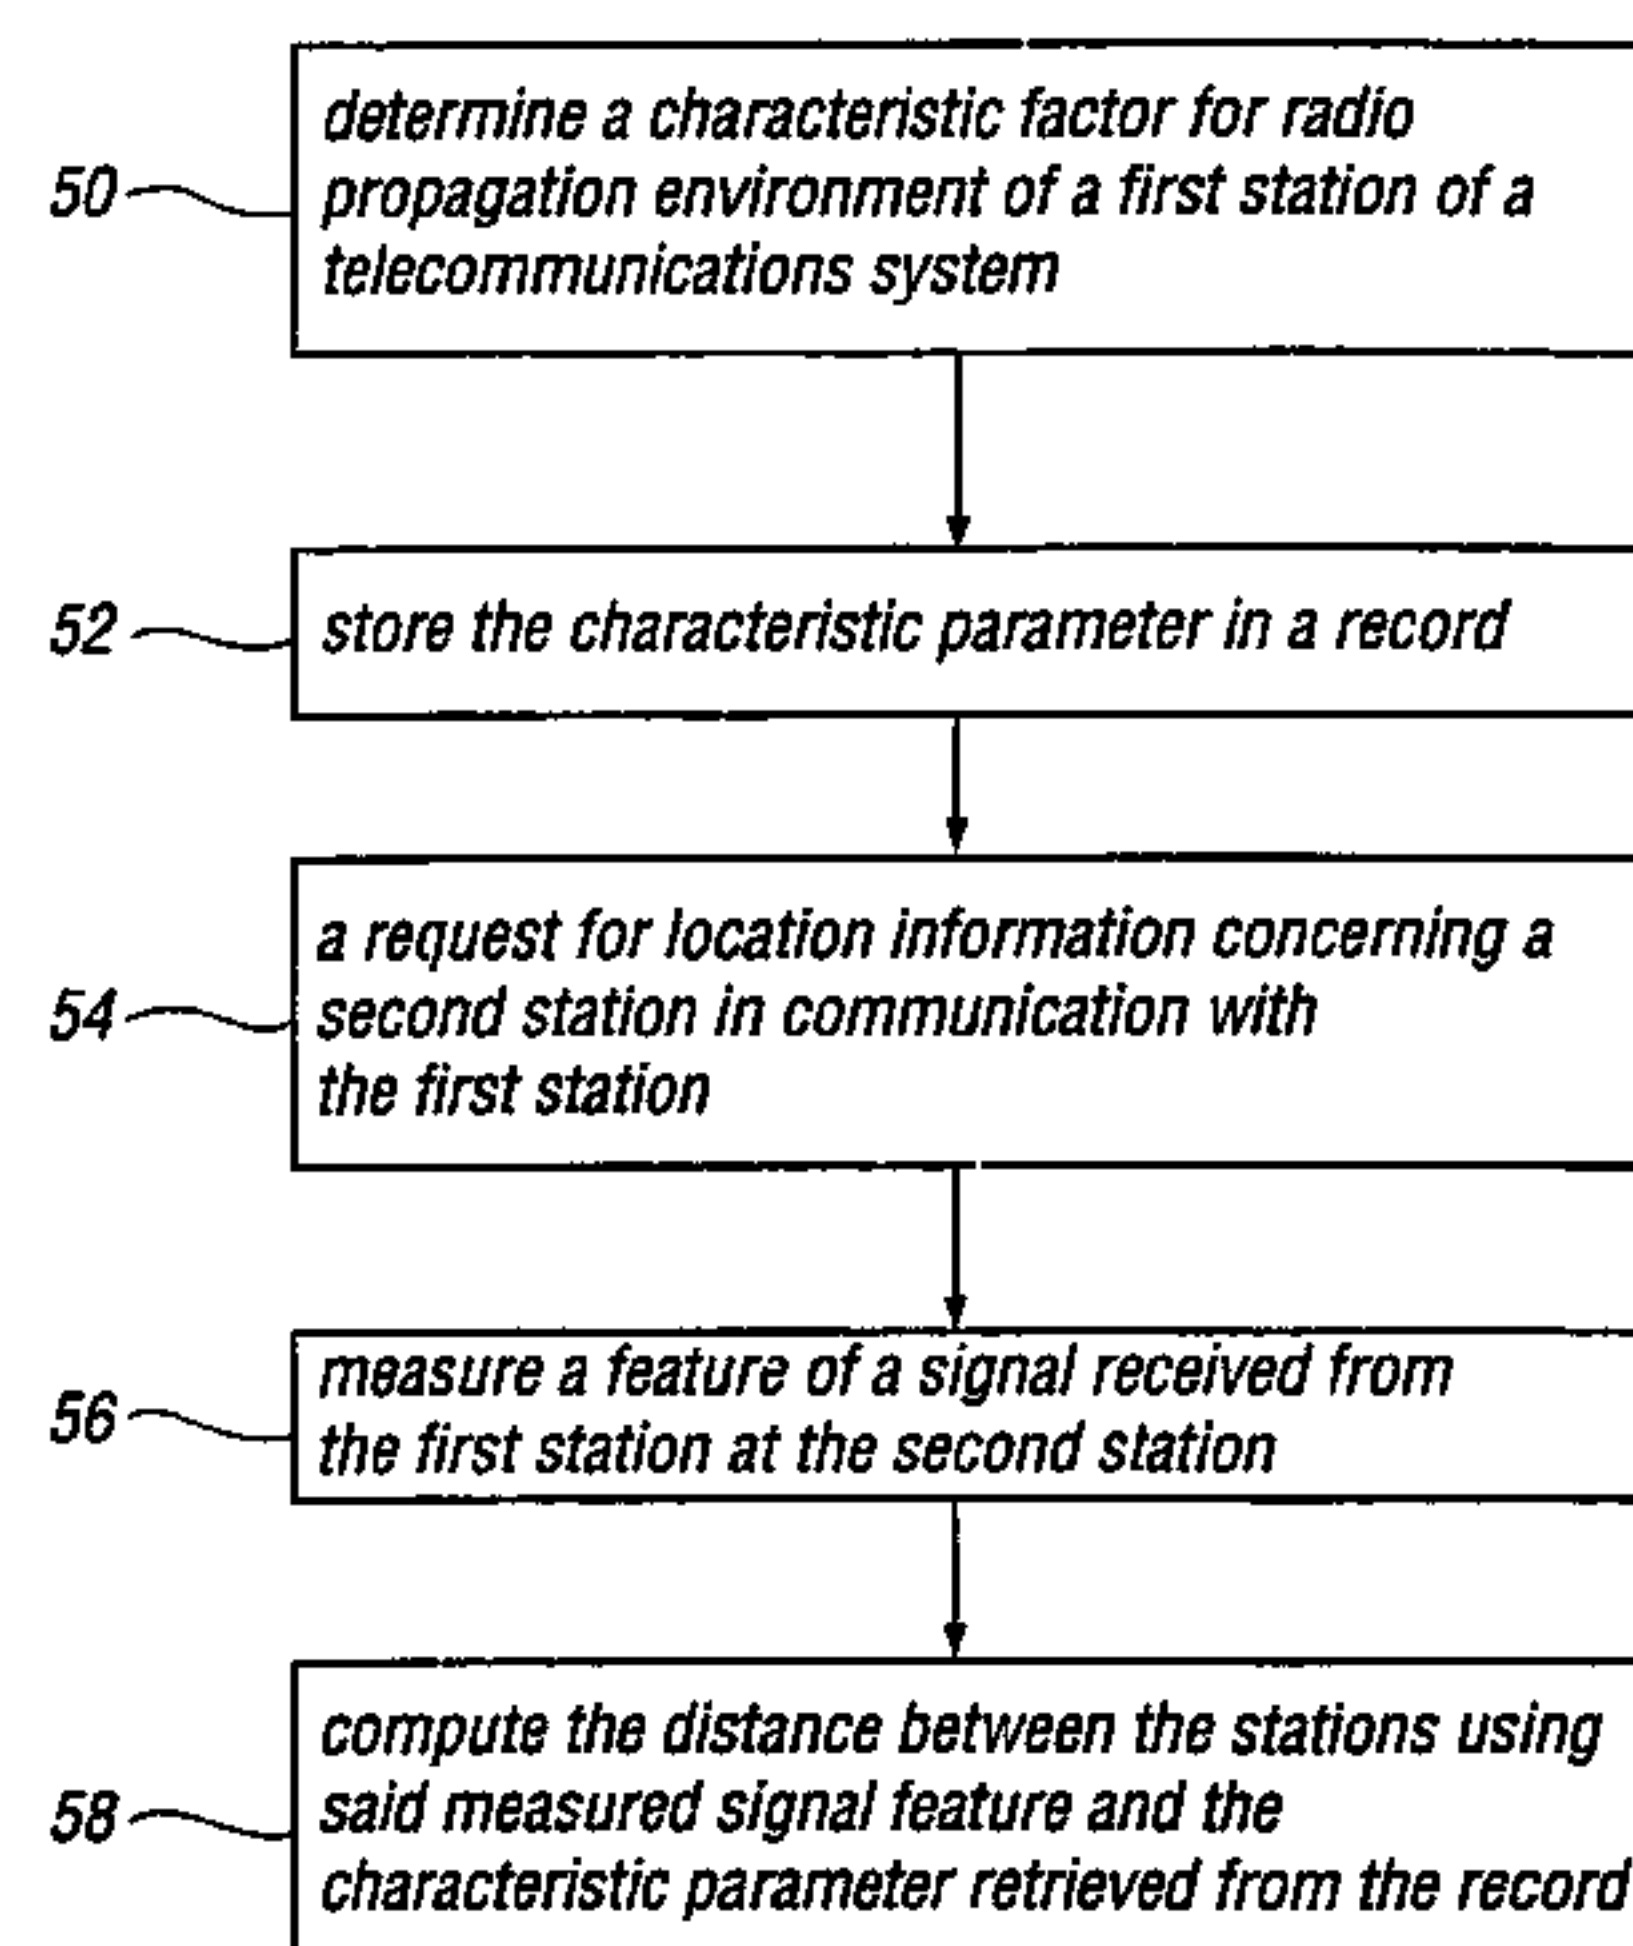 determine a characteristic factor for radio
50 propagation environment of a first station of a
telecommunications system
52 store the characteristic parameter in a record
a request for location information concerning a
54 second station in communication with
the first station
measure a feature of a signal received from
56 the first station at the second station
compute the distance between the stations using
58 said measured signal feature and the
characteristic parameter retrieved from the record